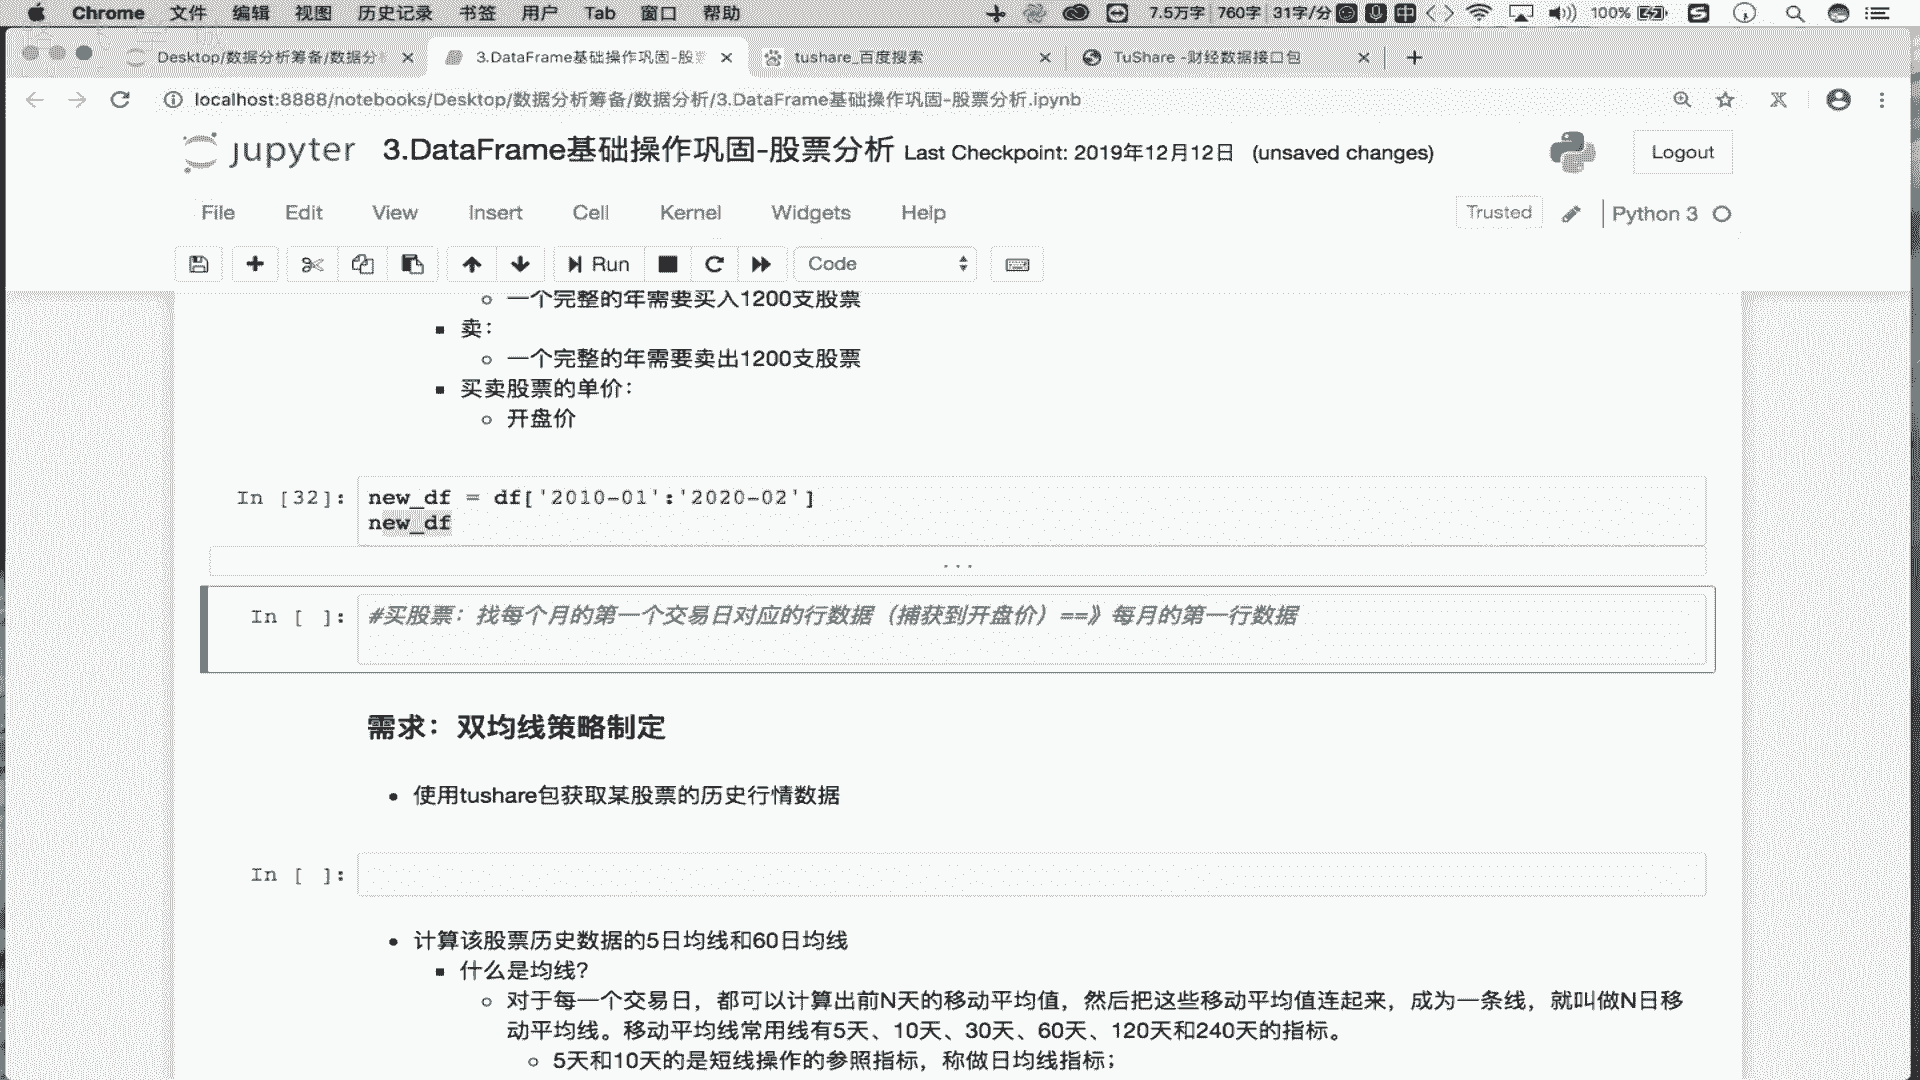 Chrome 文件 编辑 视图 历史记录 书签 用户 Tab 窗口 帮助 7.5万字 760字 31字/分 中 100%
Desktop/数据分析筹备/数据分 3.DataFrame基础操作巩固-股 tushare_百度搜索 TuShare -财经数据接口包
localhost:8888/notebooks/Desktop/数据分析筹备/数据分析/3.DataFrame基础操作巩固-股票分析.ipynb
jupyter 3.DataFrame基础操作巩固-股票分析 Last Checkpoint: 2019年12月12日 (unsaved changes) Logout
File Edit View Insert Cell Kernel Widgets Help Trusted Python 3
Run Code
一个完整的年需要买入1200支股票
卖：
一个完整的年需要卖出1200支股票
买卖股票的单价：
开盘价
In [32]: new_df = df['2010-01':'2020-02']
new_df
...
In [ ]: #买股票：找每个月的第一个交易日对应的行数据（捕获到开盘价）==》每月的第一行数据
需求：双均线策略制定
使用tushare包获取某股票的历史行情数据
In [ ]:
计算该股票历史数据的5日均线和60日均线
什么是均线?
对于每一个交易日，都可以计算出前N天的移动平均值，然后把这些移动平均值连起来，成为一条线，就叫做N日移
动平均线。移动平均线常用线有5天、10天、30天、60天、120天和240天的指标。
5天和10天的是短线操作的参照指标，称做日均线指标；